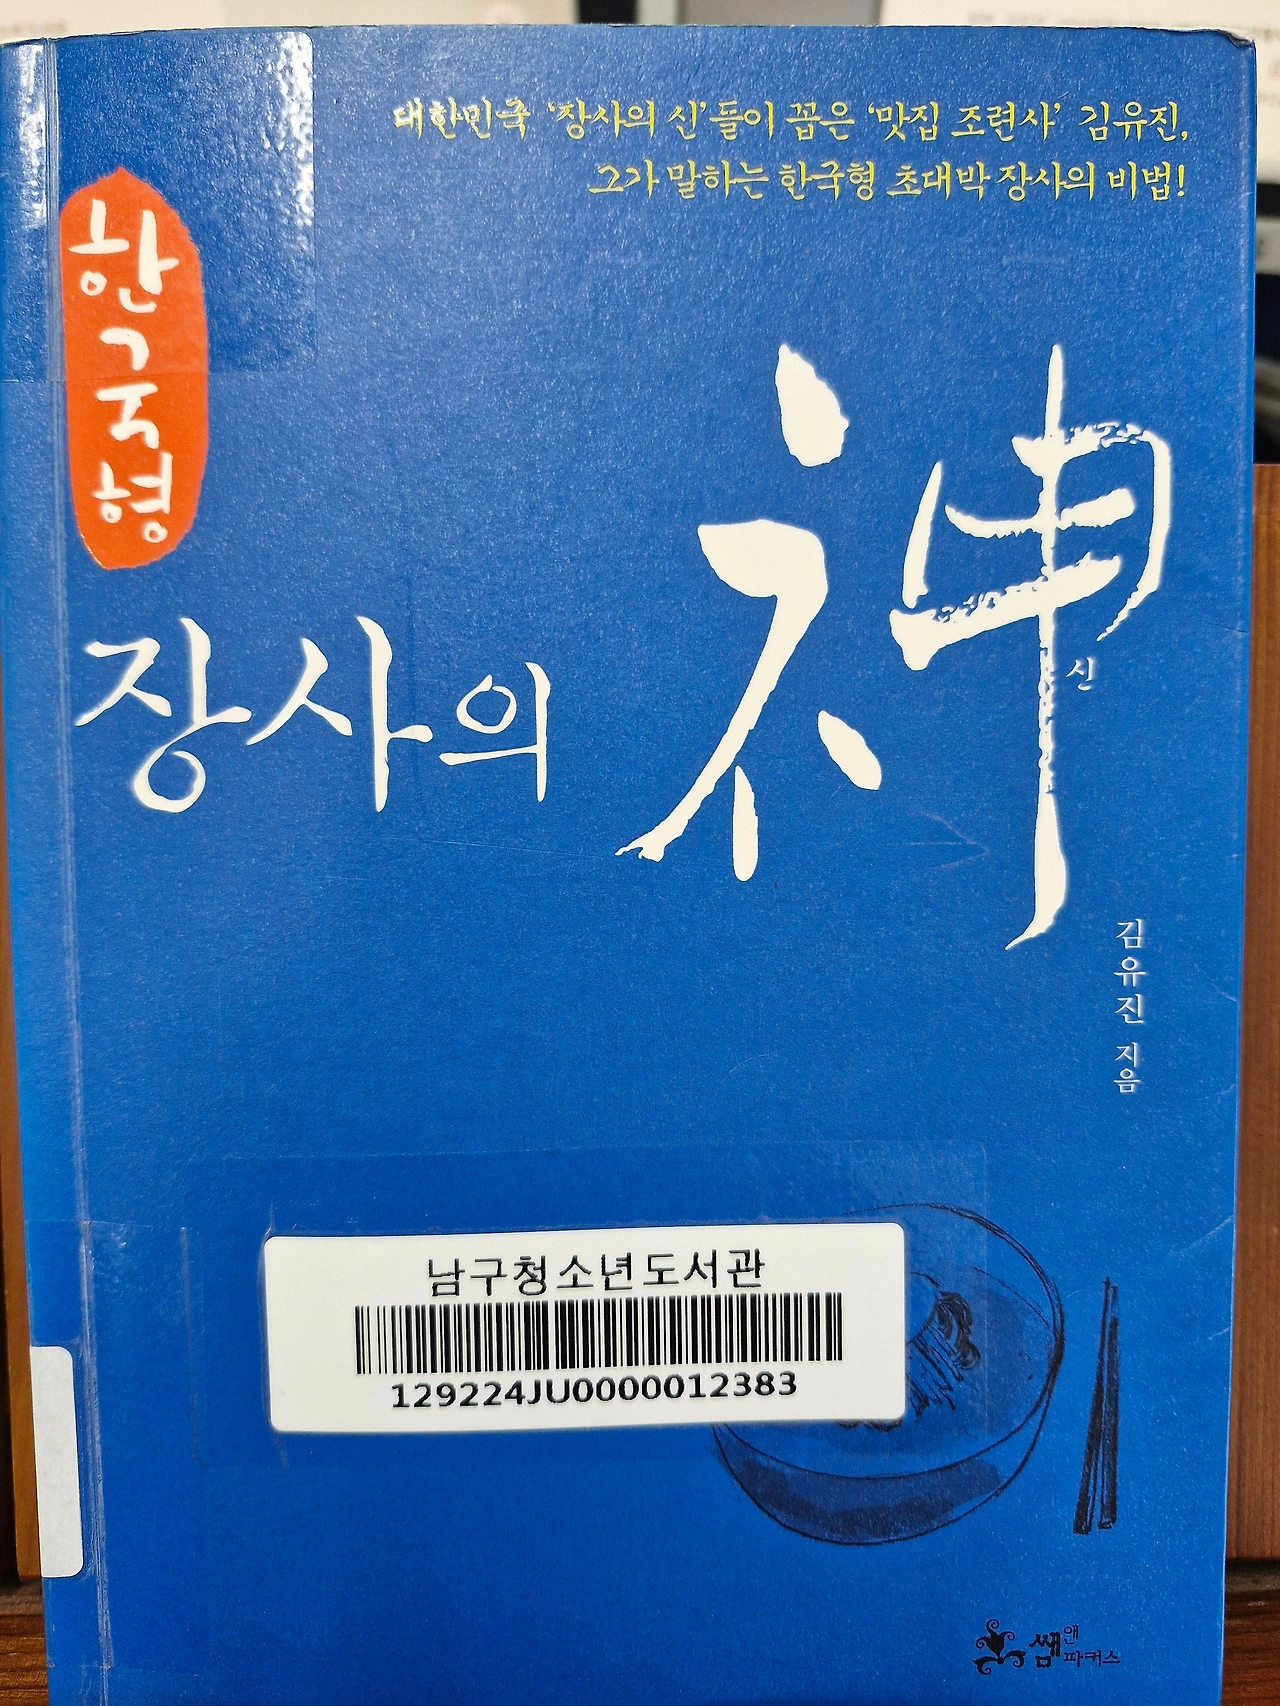 대한민국 '장사의 신'들이 꼽은 '맛집 조련사' 김유진,
그가 말하는 한국형 초대박 장사의 비법!
한국형
장사의 神
신
김유진 지음
남구청소년도서관
129224JU0000012383
쌤앤파커스